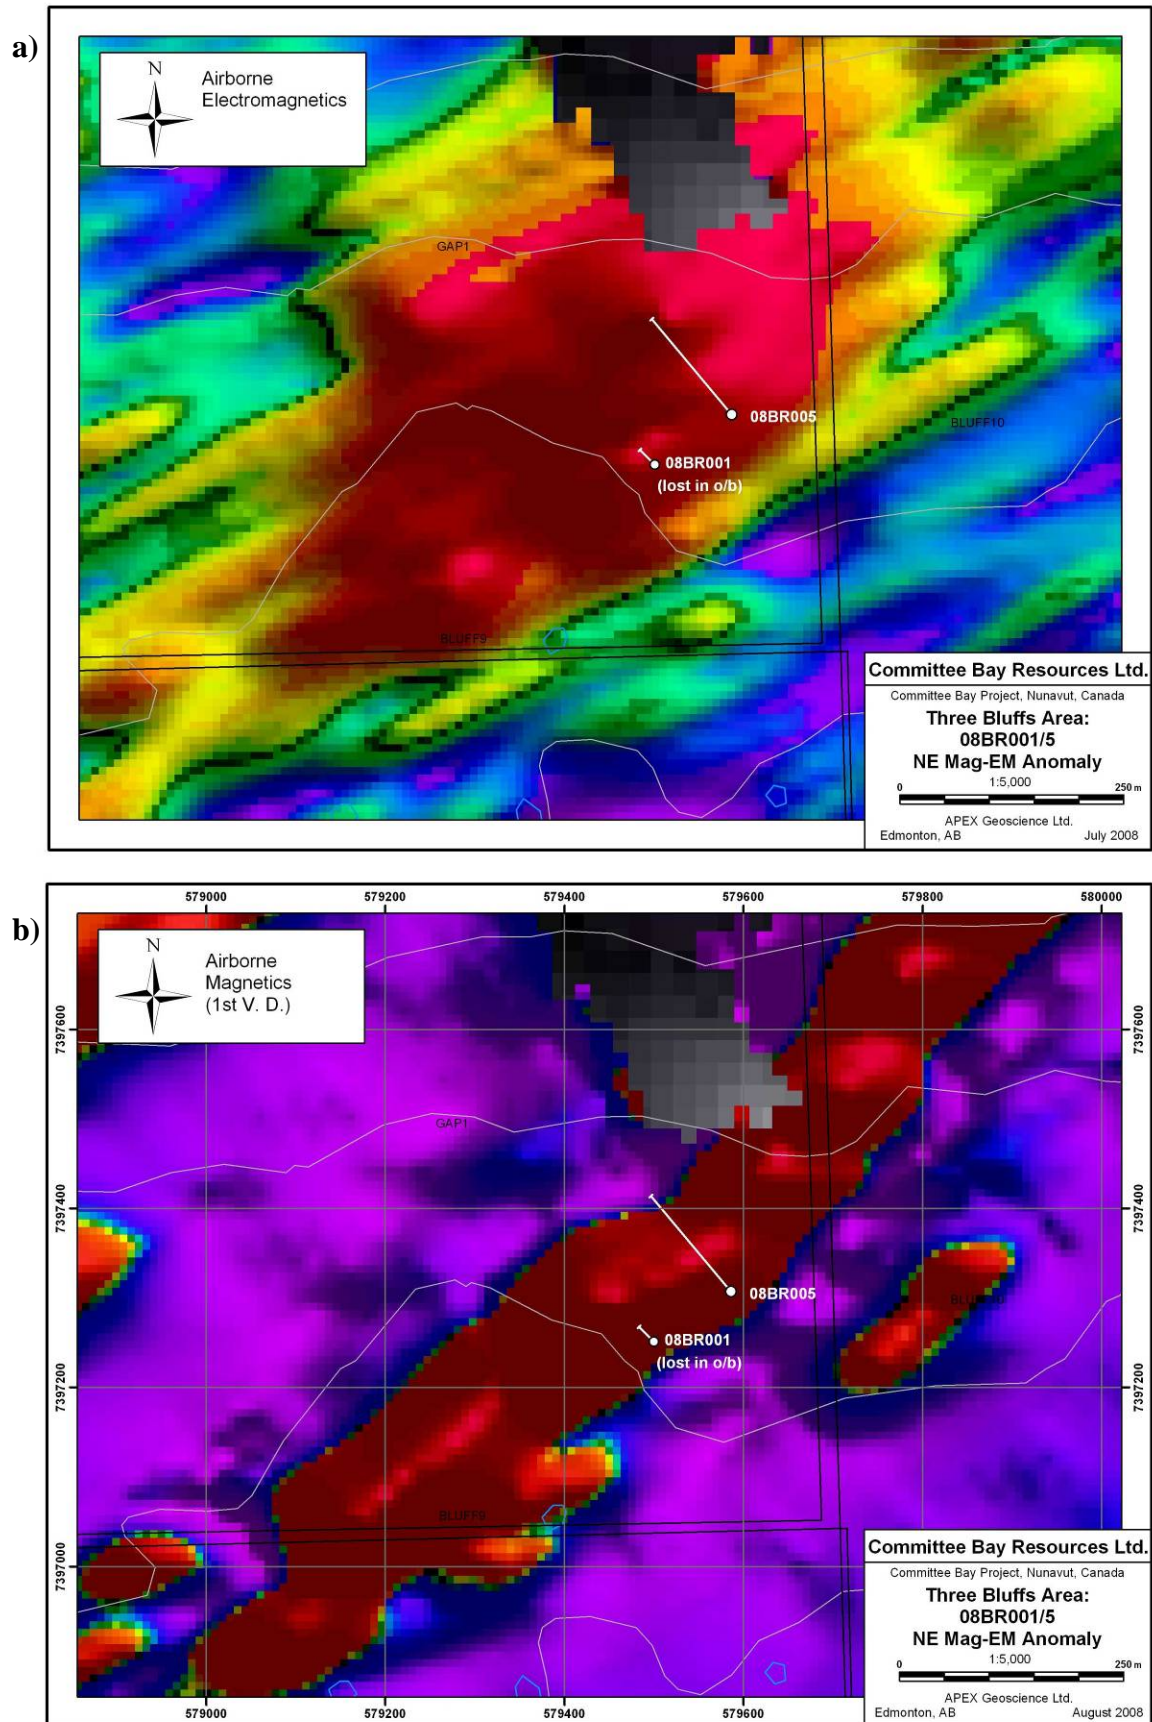 a)
N
Airborne
Electromagnetics
GAP1
08BR005
BLUFF10
08BR001
(lost in o/b)
BLUFF9
Committee Bay Resources Ltd.
Committee Bay Project, Nunavut, Canada
Three Bluffs Area:
08BR001/5
NE Mag-EM Anomaly
1:5,000
0 250 m
APEX Geoscience Ltd.
Edmonton, AB July 2008
b)
579000 579200 579400 579600 579800 580000
N
Airborne
Magnetics
(1st V. D.)
7397600 7397600
GAP1
7397400 7397400
08BR005
BLUFF10
08BR001
(lost in o/b)
7397200 7397200
BLUFF9
7397000
Committee Bay Resources Ltd.
Committee Bay Project, Nunavut, Canada
Three Bluffs Area:
08BR001/5
NE Mag-EM Anomaly
1:5,000
0 250 m
APEX Geoscience Ltd.
Edmonton, AB August 2008
579000 579200 579400 579600